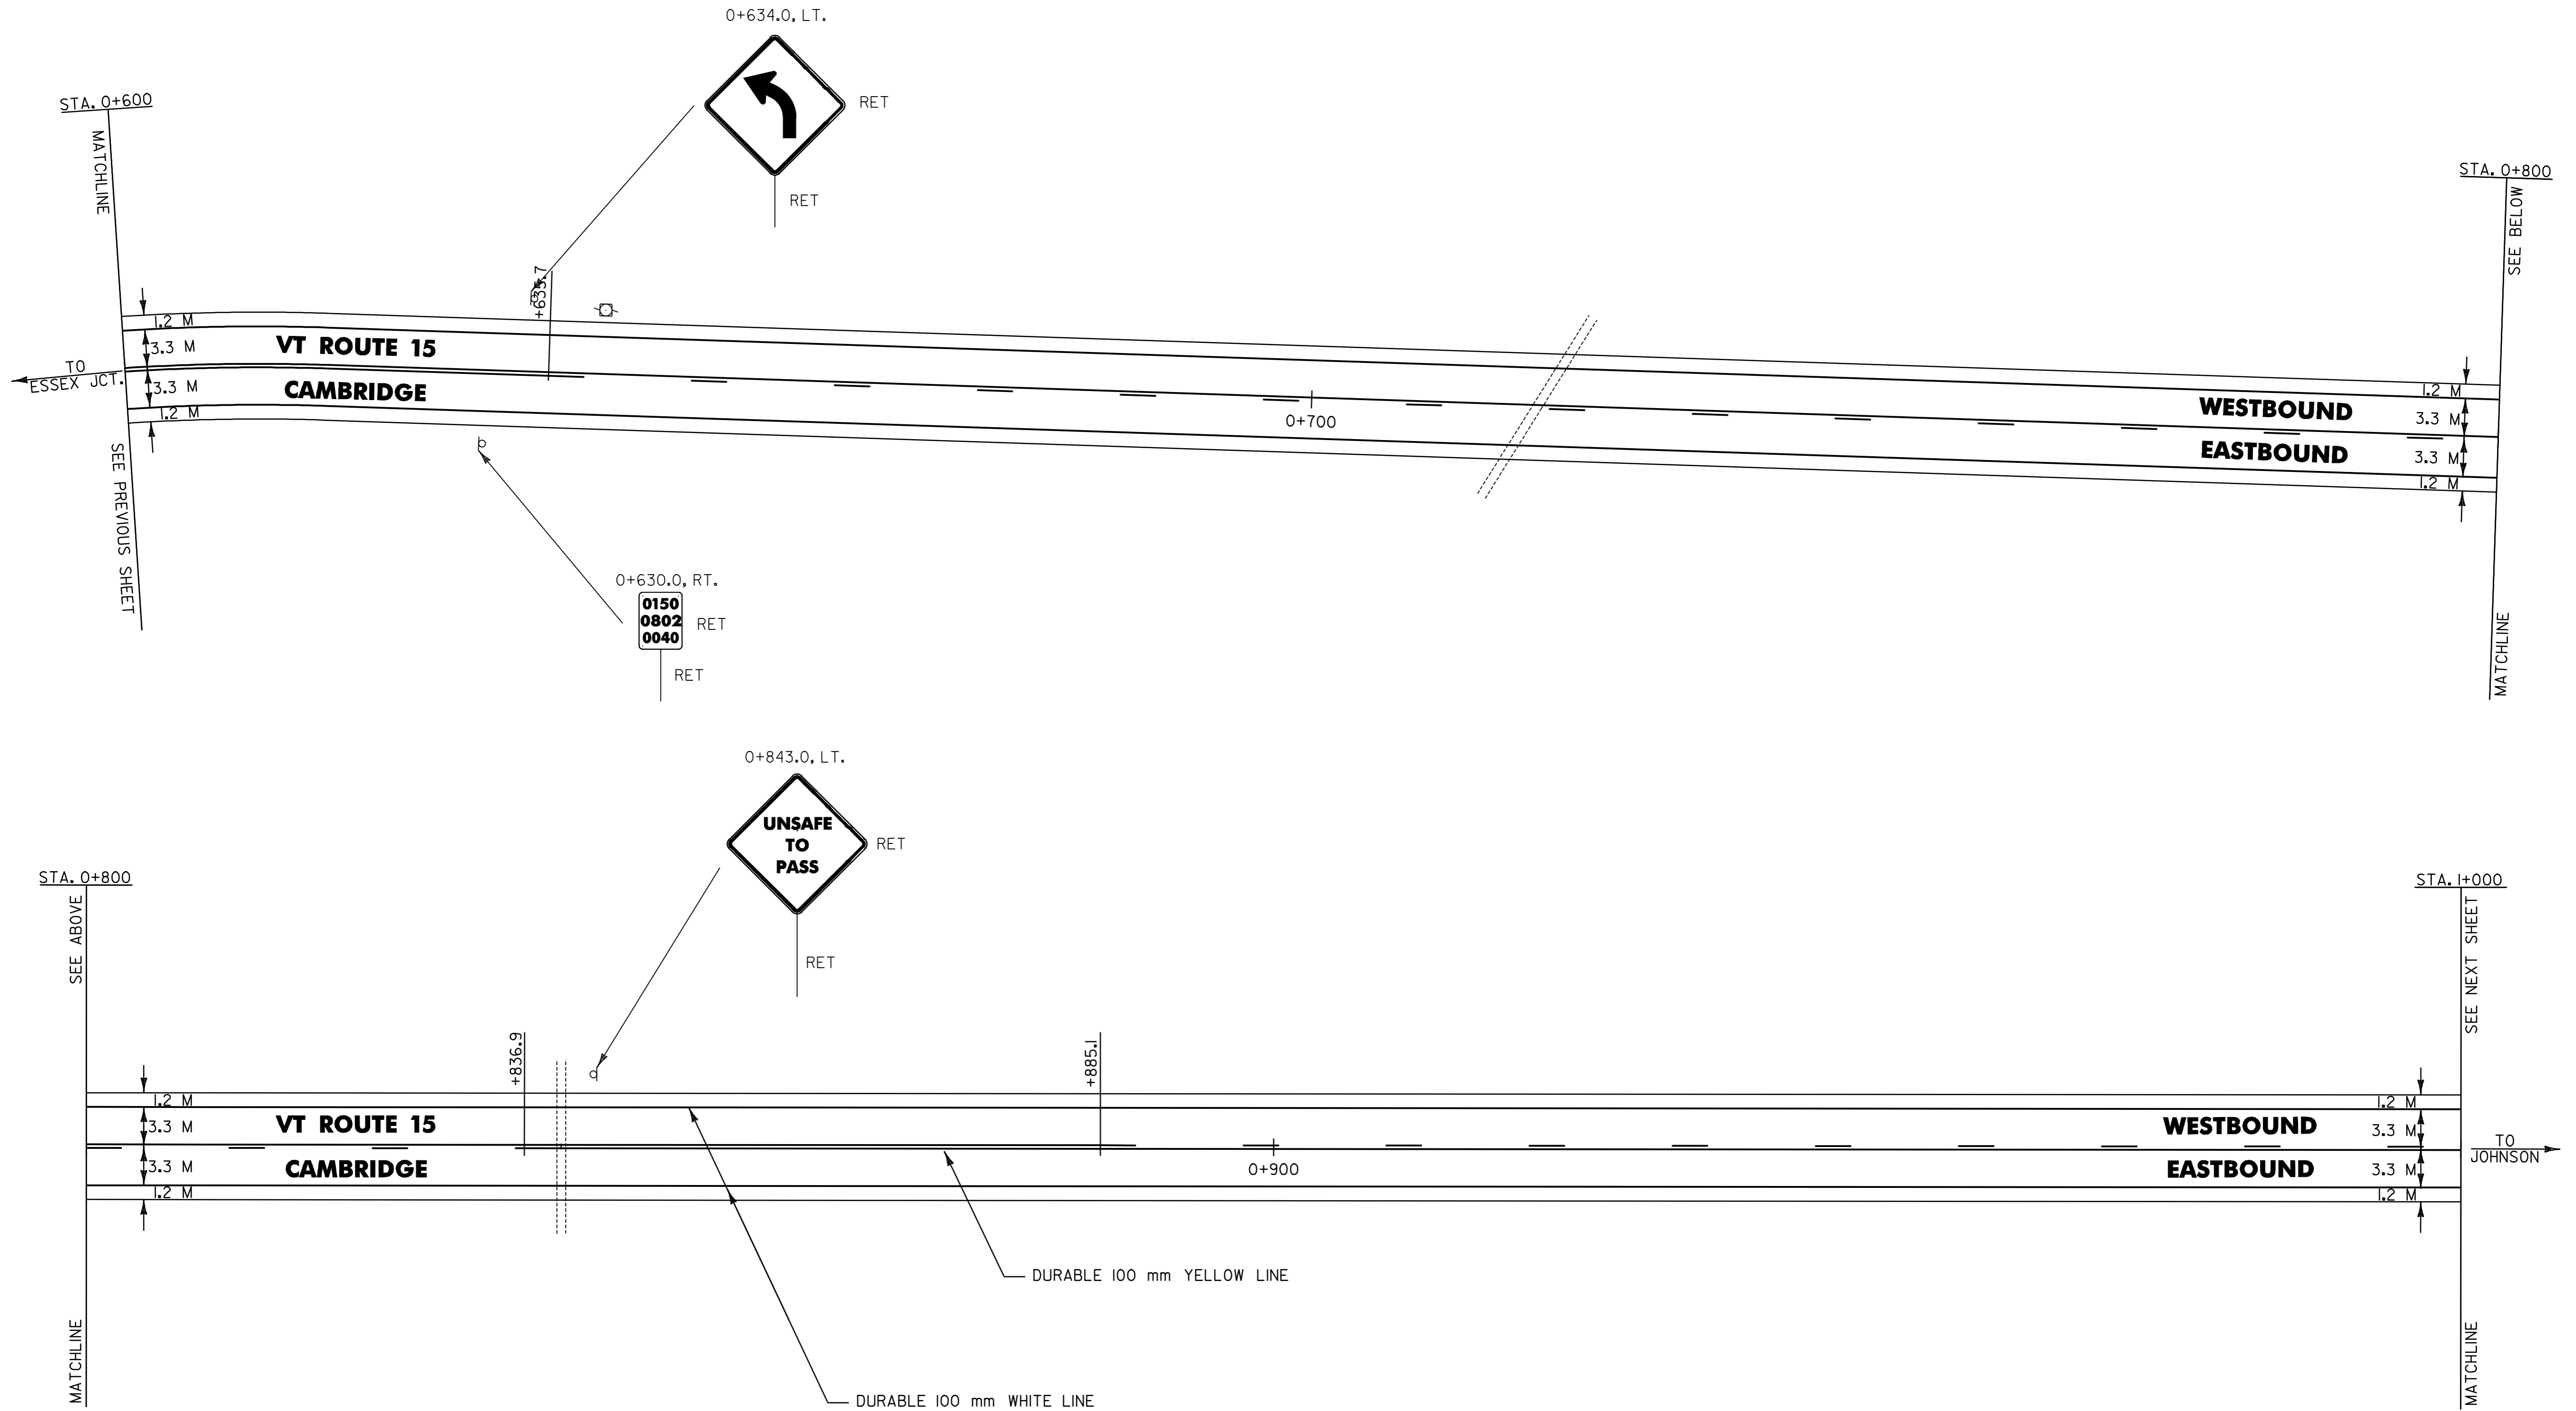 0+634.0, LT.
RET
RET
STA. 0+600
MATCHLINE
SEE PREVIOUS SHEET
STA. 0+800
SEE BELOW
MATCHLINE
+635.7
1.2 M
3.3 M
3.3 M
1.2 M
TO
ESSEX JCT.
VT ROUTE 15
CAMBRIDGE
0+700
WESTBOUND
EASTBOUND
1.2 M
3.3 M
3.3 M
1.2 M
0+630.0, RT.
0150
0802
0040
RET
RET
0+843.0, LT.
UNSAFE
TO
PASS
RET
RET
STA. 0+800
SEE ABOVE
MATCHLINE
STA. 1+000
SEE NEXT SHEET
MATCHLINE
+836.9
+885.1
1.2 M
3.3 M
3.3 M
1.2 M
VT ROUTE 15
CAMBRIDGE
0+900
WESTBOUND
EASTBOUND
1.2 M
3.3 M
3.3 M
1.2 M
TO
JOHNSON
DURABLE 100 mm YELLOW LINE
DURABLE 100 mm WHITE LINE